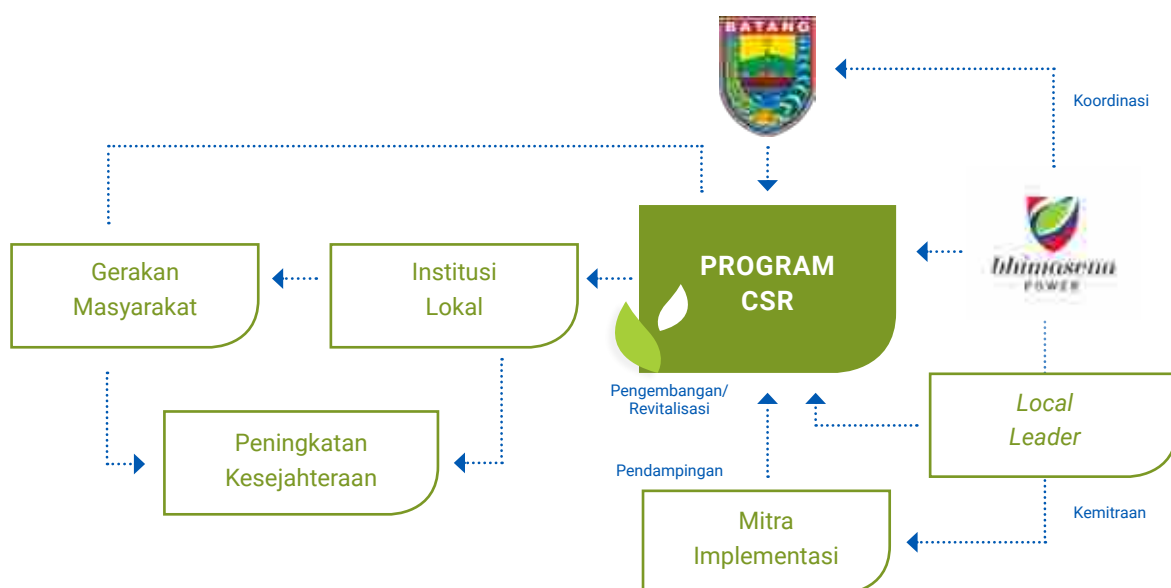 BATANG
Koordinasi
bhimasena
POWER
PROGRAM
CSR
Institusi
Lokal
Gerakan
Masyarakat
Pengembangan/
Revitalisasi
Local
Leader
Peningkatan
Kesejahteraan
Pendampingan
Kemitraan
Mitra
Implementasi